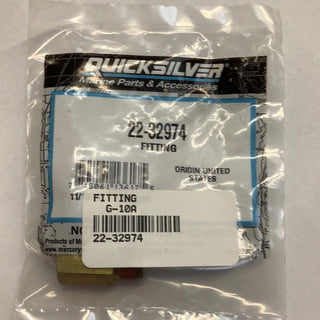 QUICKSILVER
Marine Parts & Accessories
22-32974
FITTING
ORIGIN UNITED
STATES
FITTING
G-10A
22-32974